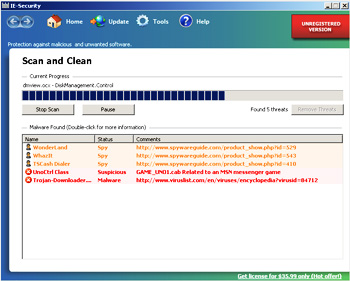 IE-Security
Home
Update
Tools
Help
UNREGISTERED
VERSION
Protection against malicious and unwanted software.
Scan and Clean
Current Progress
dmview.ocx - DiskManagement.Control
Stop Scan
Pause
Found 5 threats
Remove Threats
Malware Found (Double-click for more information)
Name Status Comments
WonderLand Spy http://www.spywareguide.com/product_show.php?id=529
WhazIt Spy http://www.spywareguide.com/product_show.php?id=543
TSCash Dialer Spy http://www.spywareguide.com/product_show.php?id=410
UnoCtrl Class Suspicious GAME_UNO1.cab Related to an MSN messenger game
Trojan-Downloader.... Malware http://www.viruslist.com/en/viruses/encyclopedia?virusid=84712
Get license for $35.99 only (Hot offer!)